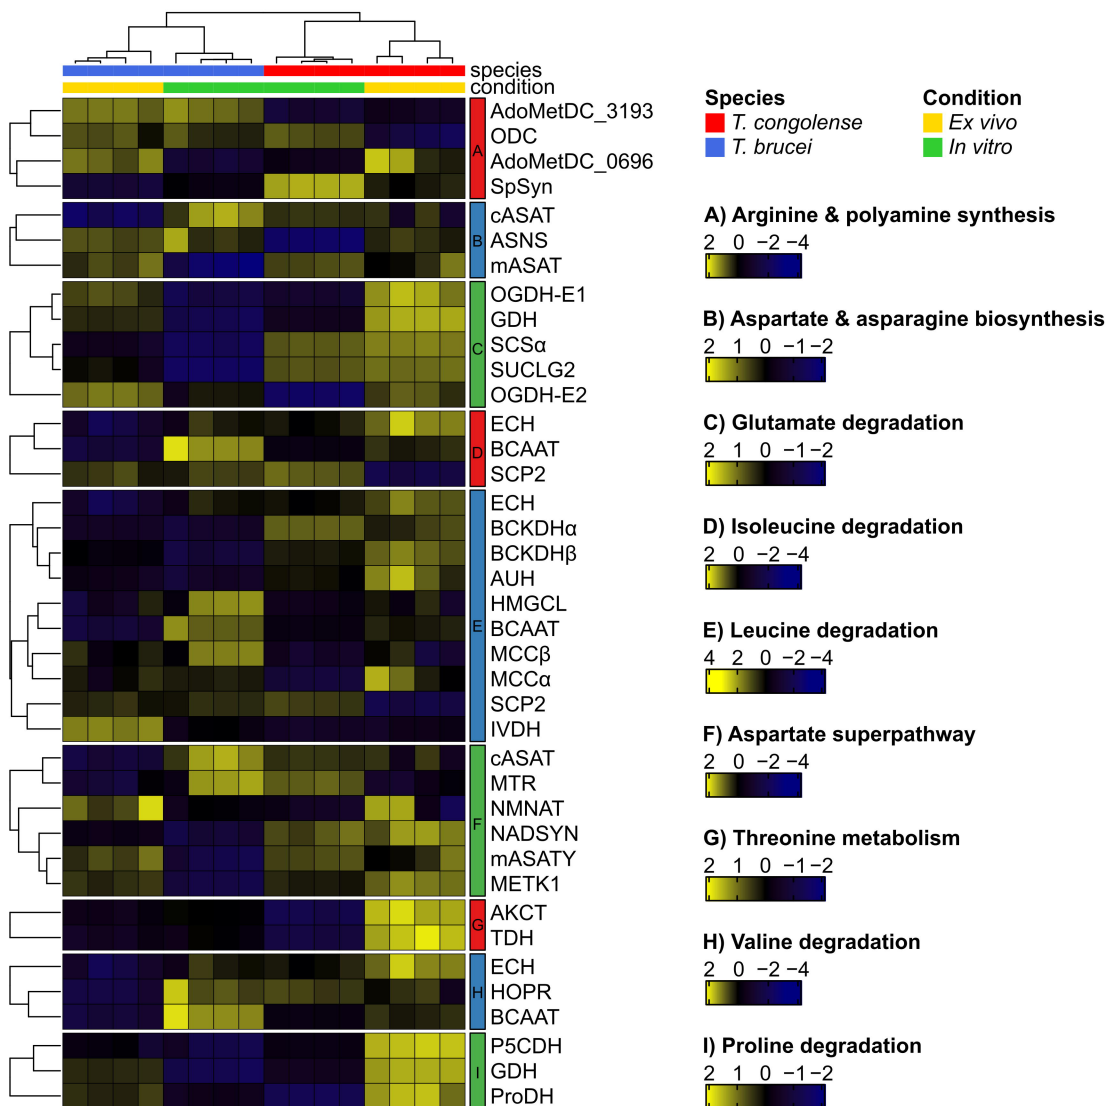 species
condition
AdoMetDC_3193
ODC
AdoMetDC_0696
SpSyn
A
cASAT
ASNS
mASAT
B
OGDH-E1
GDH
SCSα
SUCLG2
OGDH-E2
C
ECH
BCAAT
SCP2
D
ECH
BCKDHα
BCKDHβ
AUH
HMGCL
BCAAT
MCCβ
MCCα
SCP2
IVDH
E
cASAT
MTR
NMNAT
NADSYN
mASATY
METK1
F
AKCT
TDH
G
ECH
HOPR
BCAAT
H
P5CDH
GDH
ProDH
I
Species
T. congolense
T. brucei
Condition
Ex vivo
In vitro
A) Arginine & polyamine synthesis
2 0 −2 −4
B) Aspartate & asparagine biosynthesis
2 1 0 −1 −2
C) Glutamate degradation
2 1 0 −1 −2
D) Isoleucine degradation
2 0 −2 −4
E) Leucine degradation
4 2 0 −2 −4
F) Aspartate superpathway
2 0 −2 −4
G) Threonine metabolism
2 1 0 −1 −2
H) Valine degradation
2 0 −2 −4
I) Proline degradation
2 1 0 −1 −2